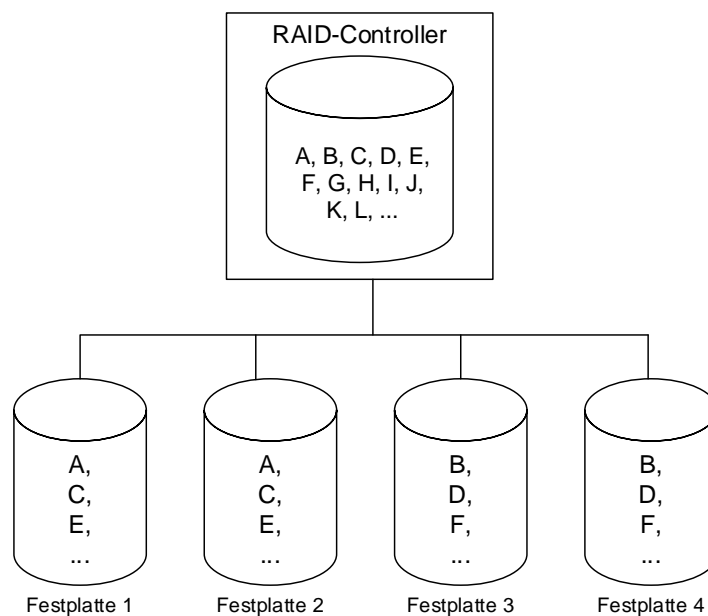 RAID-Controller
A, B, C, D, E,
F, G, H, I, J,
K, L, ...
A,
C,
E,
...
A,
C,
E,
...
B,
D,
F,
...
B,
D,
F,
...
Festplatte 1
Festplatte 2
Festplatte 3
Festplatte 4